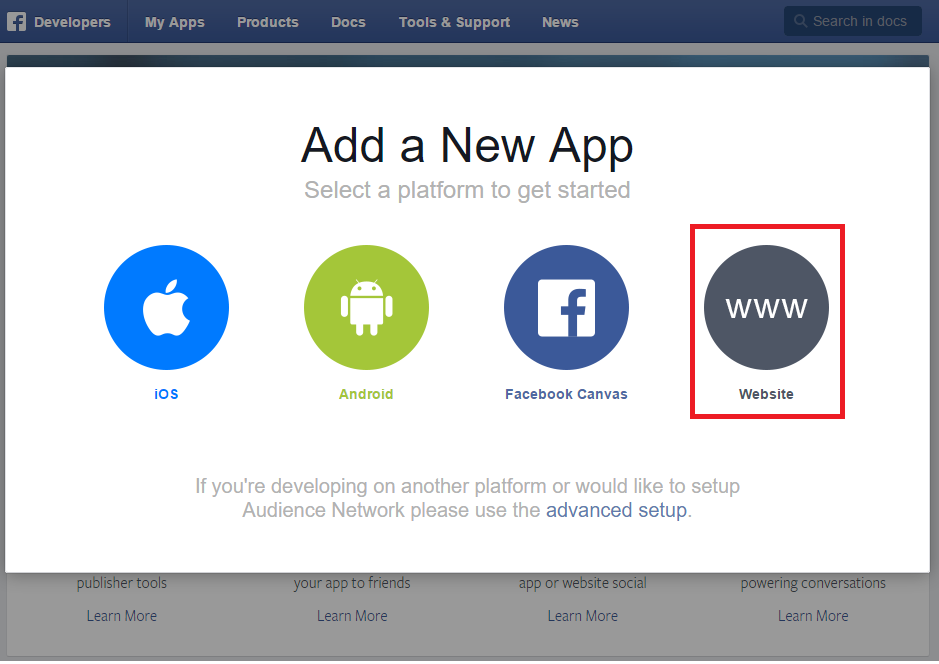 Developers My Apps Products Docs Tools & Support News Search in docs
Add a New App
Select a platform to get started
www
iOS Android Facebook Canvas Website
If you're developing on another platform or would like to setup
Audience Network please use the advanced setup.
publisher tools your app to friends app or website social powering conversations
Learn More Learn More Learn More Learn More